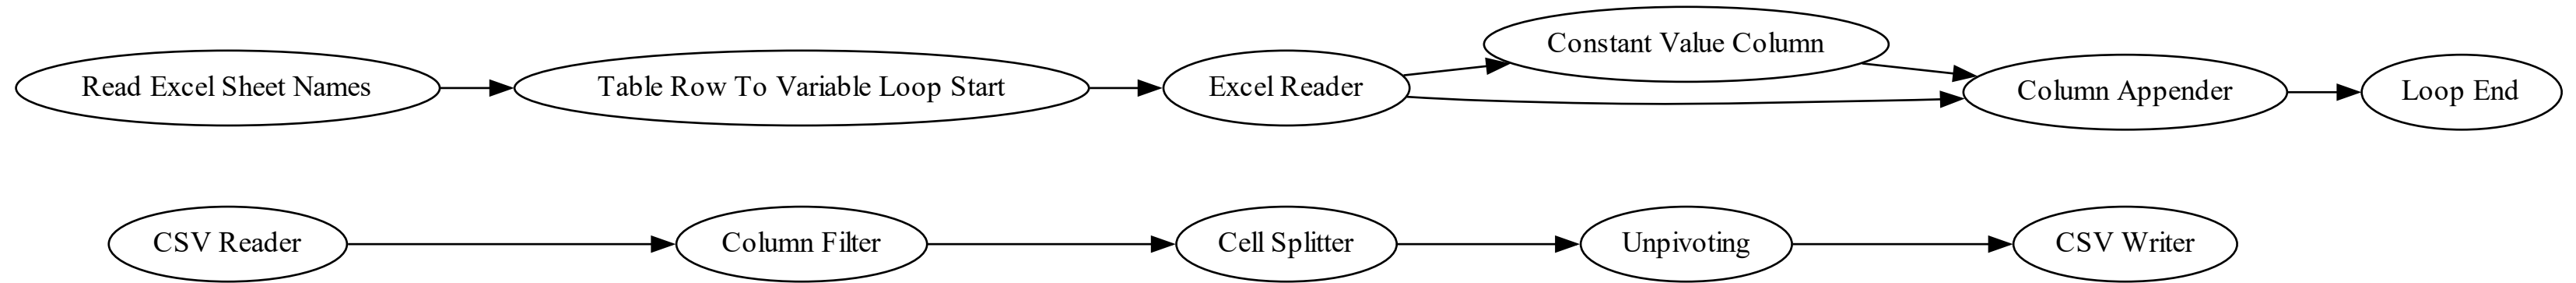 Read Excel Sheet Names
Table Row To Variable Loop Start
Excel Reader
Constant Value Column
Column Appender
Loop End
CSV Reader
Column Filter
Cell Splitter
Unpivoting
CSV Writer